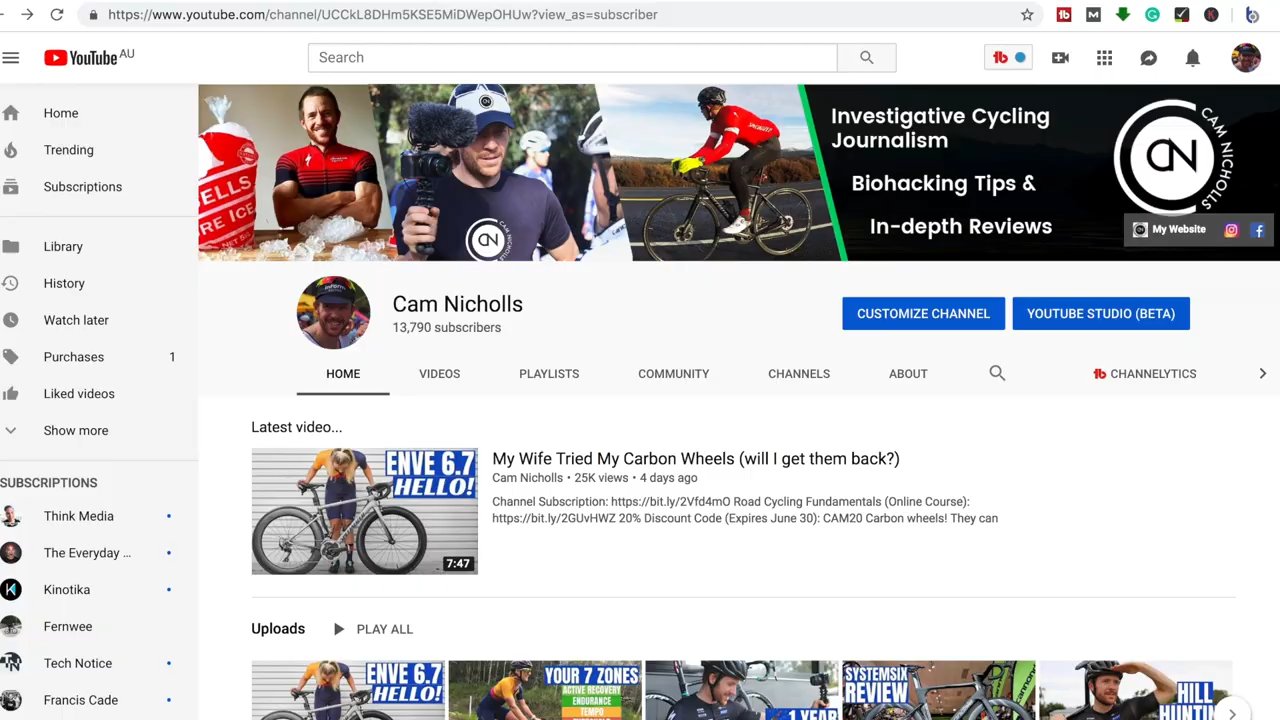 https://www.youtube.com/channel/UCCkL8DHm5KSE5MiDWepOHUw?view_as=subscriber
YouTube AU
Search
Home
Trending
Subscriptions
Library
History
Watch later
Purchases 1
Liked videos
Show more
SUBSCRIPTIONS
Think Media
The Everyday ...
Kinotika
Fernwee
Tech Notice
Francis Cade
Investigative Cycling
Journalism
Biohacking Tips &
In-depth Reviews
CAM NICHOLLS
My Website
Cam Nicholls
13,790 subscribers
CUSTOMIZE CHANNEL
YOUTUBE STUDIO (BETA)
HOME
VIDEOS
PLAYLISTS
COMMUNITY
CHANNELS
ABOUT
CHANNELYTICS
Latest video...
ENVE 6.7
HELLO!
7:47
My Wife Tried My Carbon Wheels (will I get them back?)
Cam Nicholls • 25K views • 4 days ago
Channel Subscription: https://bit.ly/2Vfd4mO Road Cycling Fundamentals (Online Course):
https://bit.ly/2GUvHWZ 20% Discount Code (Expires June 30): CAM20 Carbon wheels! They can
Uploads
PLAY ALL
ENVE 6.7
HELLO!
YOUR 7 ZONES
ACTIVE RECOVERY
ENDURANCE
TEMPO
1 YEAR
SYSTEMSIX
REVIEW
HILL
HUNTING